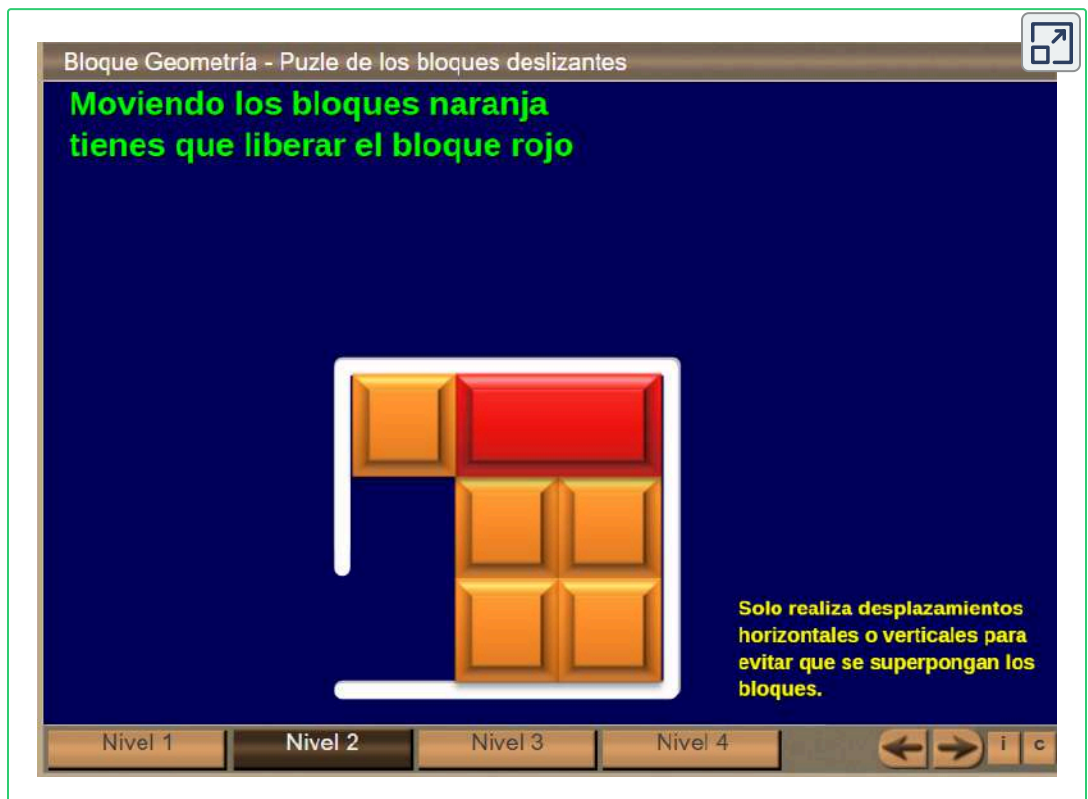 Bloque Geometría - Puzle de los bloques deslizantes
Moviendo los bloques naranja
tienes que liberar el bloque rojo
Solo realiza desplazamientos
horizontales o verticales para
evitar que se superpongan los
bloques.
Nivel 1 Nivel 2 Nivel 3 Nivel 4 i c